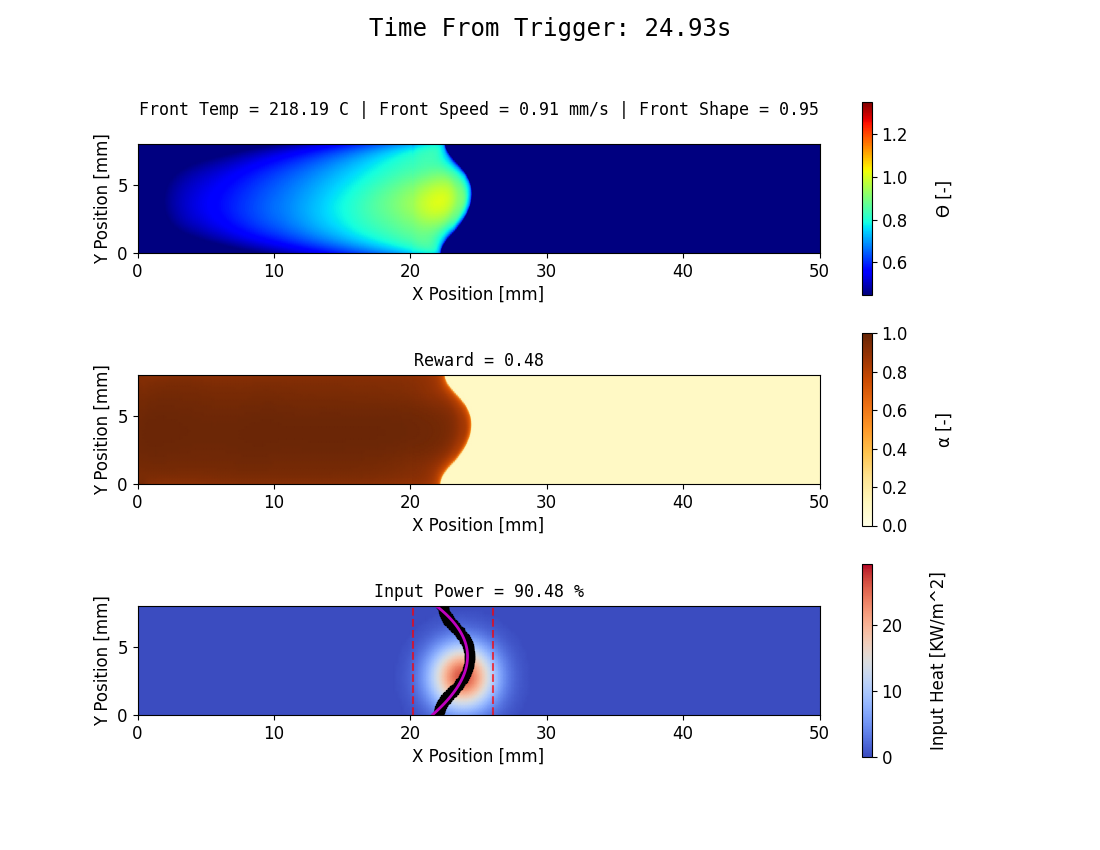 Time From Trigger: 24.93s
Front Temp = 218.19 C | Front Speed = 0.91 mm/s | Front Shape = 0.95
Y Position [mm]
5
0
0 10 20 30 40 50
X Position [mm]
1.2
1.0
0.8
0.6
Θ [-]
Reward = 0.48
Y Position [mm]
5
0
0 10 20 30 40 50
X Position [mm]
1.0
0.8
0.6
0.4
0.2
0.0
α [-]
Input Power = 90.48 %
Y Position [mm]
5
0
0 10 20 30 40 50
X Position [mm]
20
10
0
Input Heat [KW/m^2]